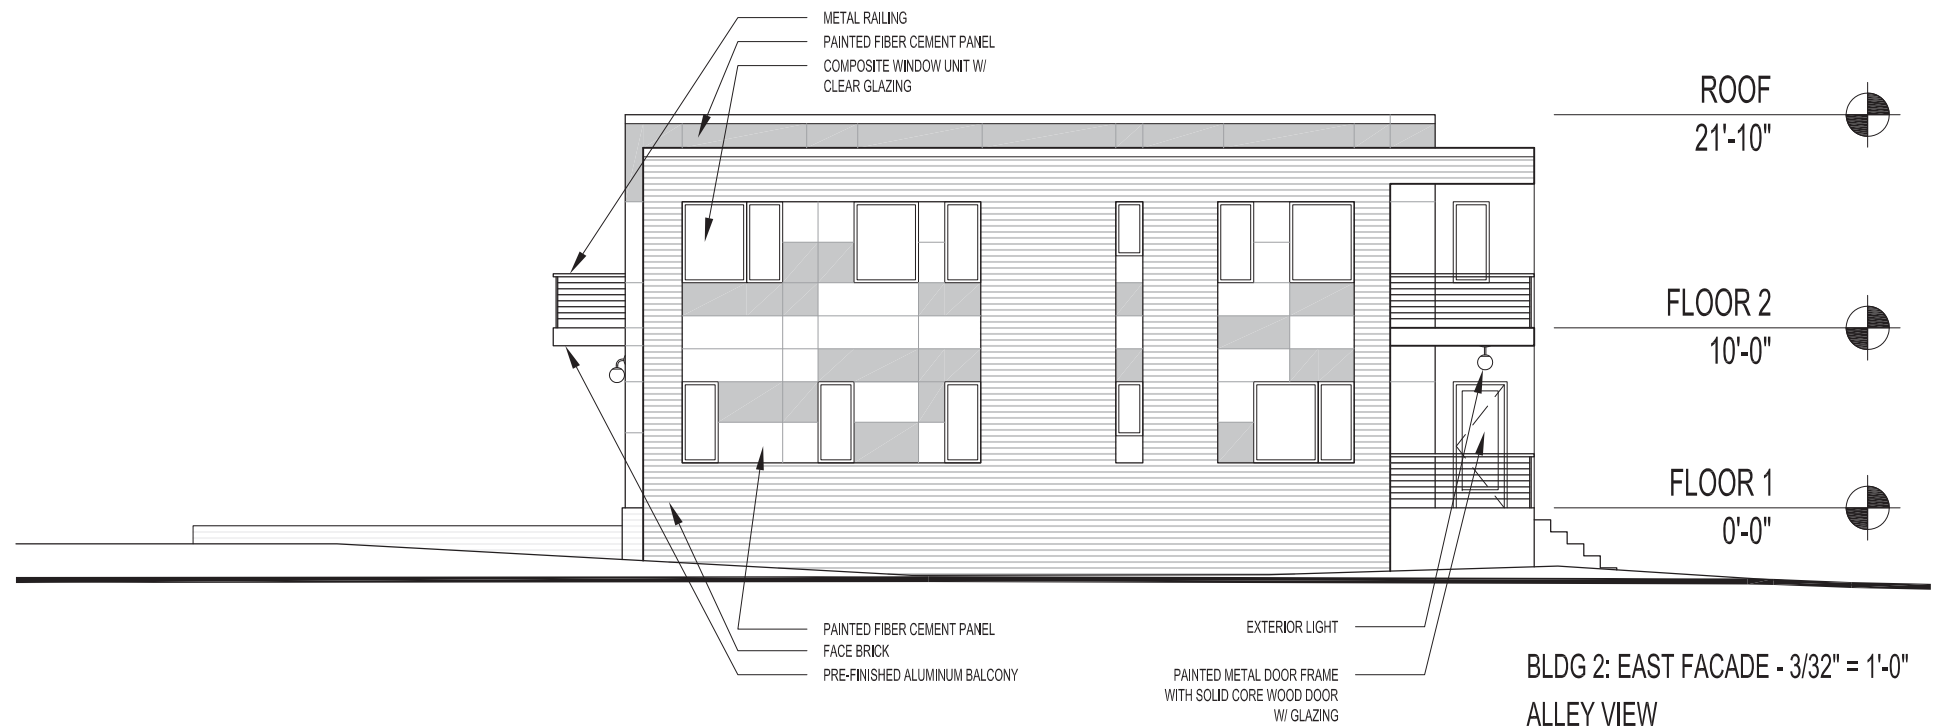 METAL RAILING
PAINTED FIBER CEMENT PANEL
COMPOSITE WINDOW UNIT W/
CLEAR GLAZING
ROOF
21'-10"
FLOOR 2
10'-0"
FLOOR 1
0'-0"
PAINTED FIBER CEMENT PANEL
FACE BRICK
PRE-FINISHED ALUMINUM BALCONY
EXTERIOR LIGHT
PAINTED METAL DOOR FRAME
WITH SOLID CORE WOOD DOOR
W/ GLAZING
BLDG 2: EAST FACADE - 3/32" = 1'-0"
ALLEY VIEW